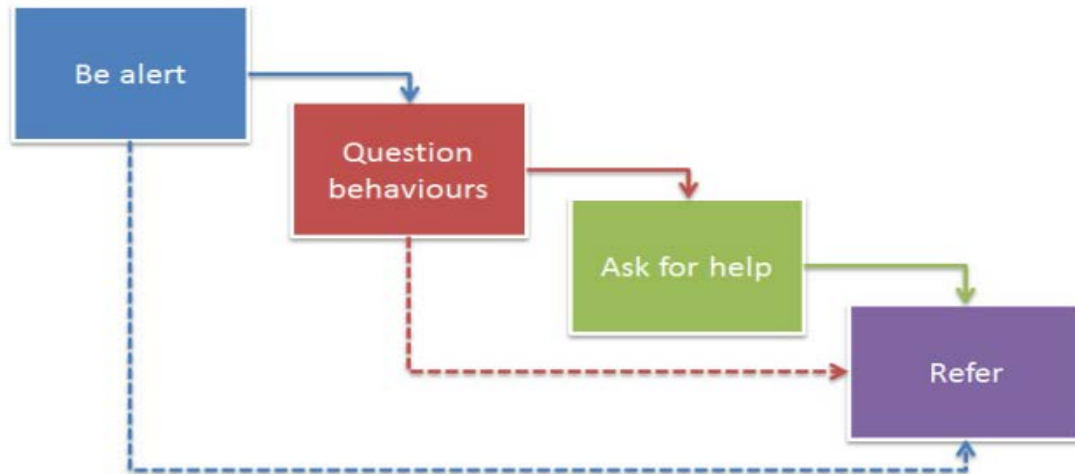 Be alert
Question
behaviours
Ask for help
Refer